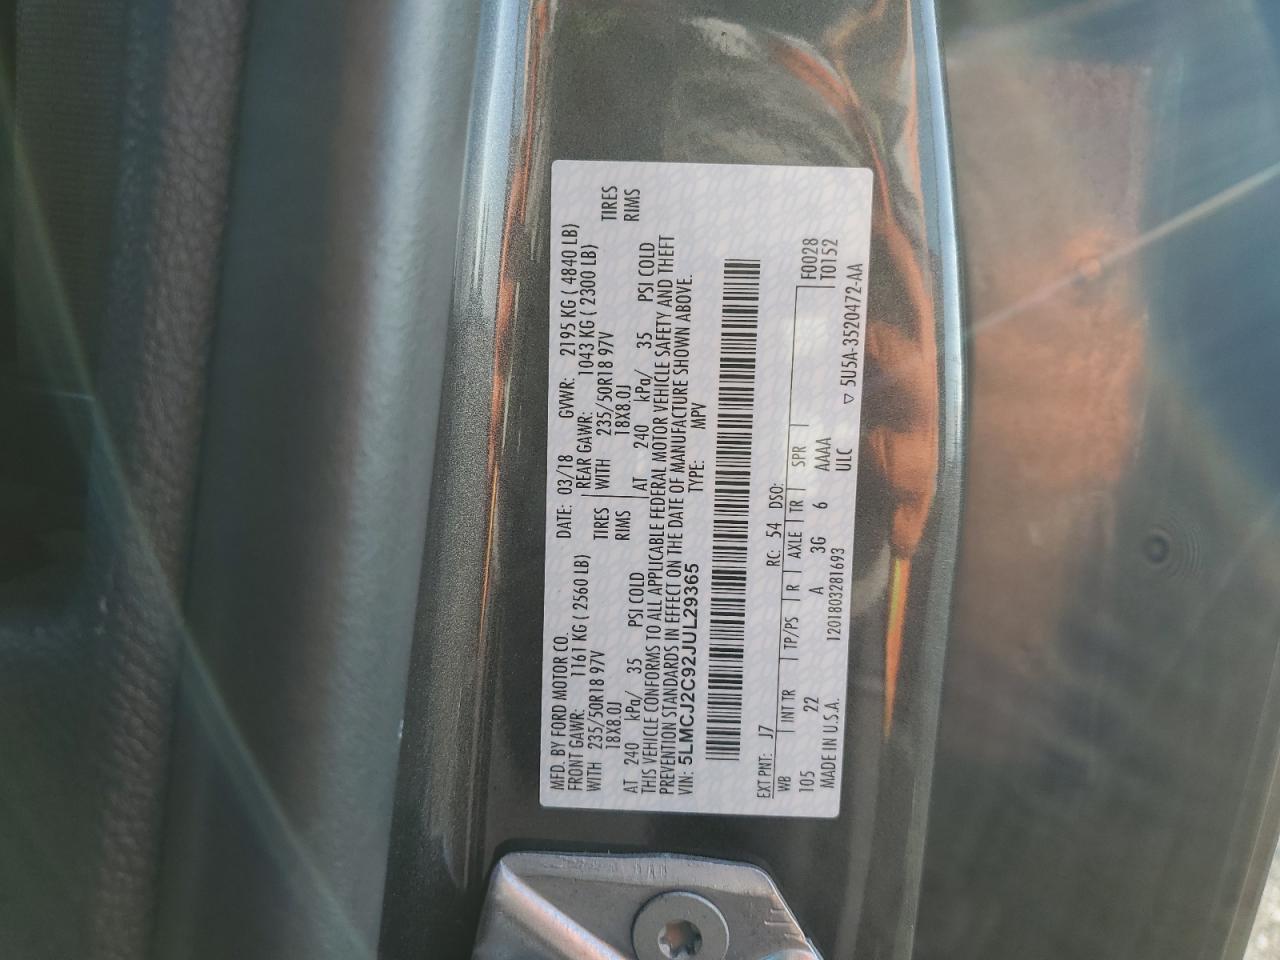 MFD. BY FORD MOTOR CO.
DATE: 03/18 GVWR: 2195 KG ( 4840 LB)
FRONT GAWR: 1161 KG ( 2560 LB) REAR GAWR: 1043 KG ( 2300 LB)
WITH 235/50R18 97V TIRES WITH 235/50R18 97V TIRES
18X8.0J RIMS 18X8.0J RIMS
AT 240 kPa/ 35 PSI COLD AT 240 kPa/ 35 PSI COLD
THIS VEHICLE CONFORMS TO ALL APPLICABLE FEDERAL MOTOR VEHICLE SAFETY AND THEFT
PREVENTION STANDARDS IN EFFECT ON THE DATE OF MANUFACTURE SHOWN ABOVE.
VIN: 5LMCJ2C92JUL29365 TYPE: MPV
EXT PNT: J7 RC: 54 DSO:
WB INT TR TP/PS R AXLE TR SPR F0028
105 22 A 3G 6 AAAA T0152
MADE IN U.S.A. 1201803281693 ULC
▽ 5U5A-3520472-AA